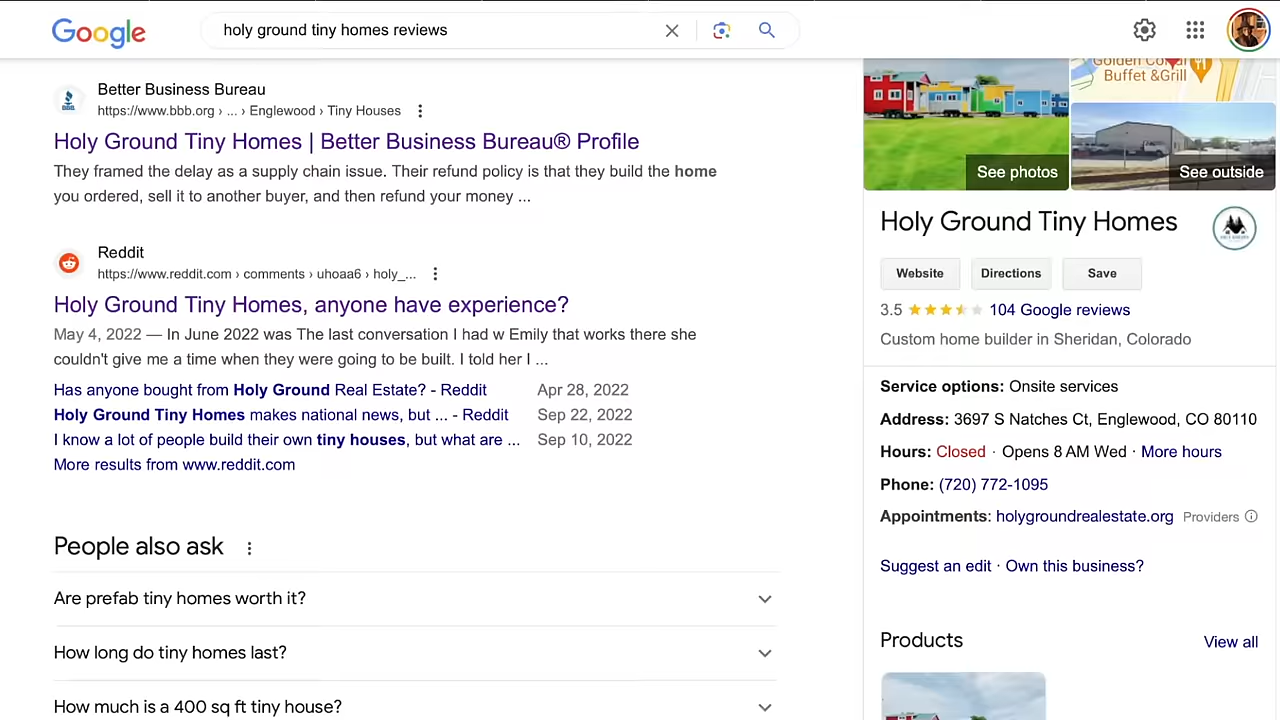 Google
holy ground tiny homes reviews
Better Business Bureau
https://www.bbb.org › ... › Englewood › Tiny Houses
Holy Ground Tiny Homes | Better Business Bureau® Profile
They framed the delay as a supply chain issue. Their refund policy is that they build the home
you ordered, sell it to another buyer, and then refund your money ...
Reddit
https://www.reddit.com › comments › uhoaa6 › holy_...
Holy Ground Tiny Homes, anyone have experience?
May 4, 2022 — In June 2022 was The last conversation I had w Emily that works there she
couldn't give me a time when they were going to be built. I told her I ...
Has anyone bought from Holy Ground Real Estate? - Reddit Apr 28, 2022
Holy Ground Tiny Homes makes national news, but ... - Reddit Sep 22, 2022
I know a lot of people build their own tiny houses, but what are ... Sep 10, 2022
More results from www.reddit.com
People also ask
Are prefab tiny homes worth it?
How long do tiny homes last?
How much is a 400 sq ft tiny house?
Golden Corral
Buffet & Grill
See photos
See outside
Holy Ground Tiny Homes
Website Directions Save
3.5 104 Google reviews
Custom home builder in Sheridan, Colorado
Service options: Onsite services
Address: 3697 S Natches Ct, Englewood, CO 80110
Hours: Closed · Opens 8 AM Wed · More hours
Phone: (720) 772-1095
Appointments: holygroundrealestate.org Providers
Suggest an edit · Own this business?
Products View all